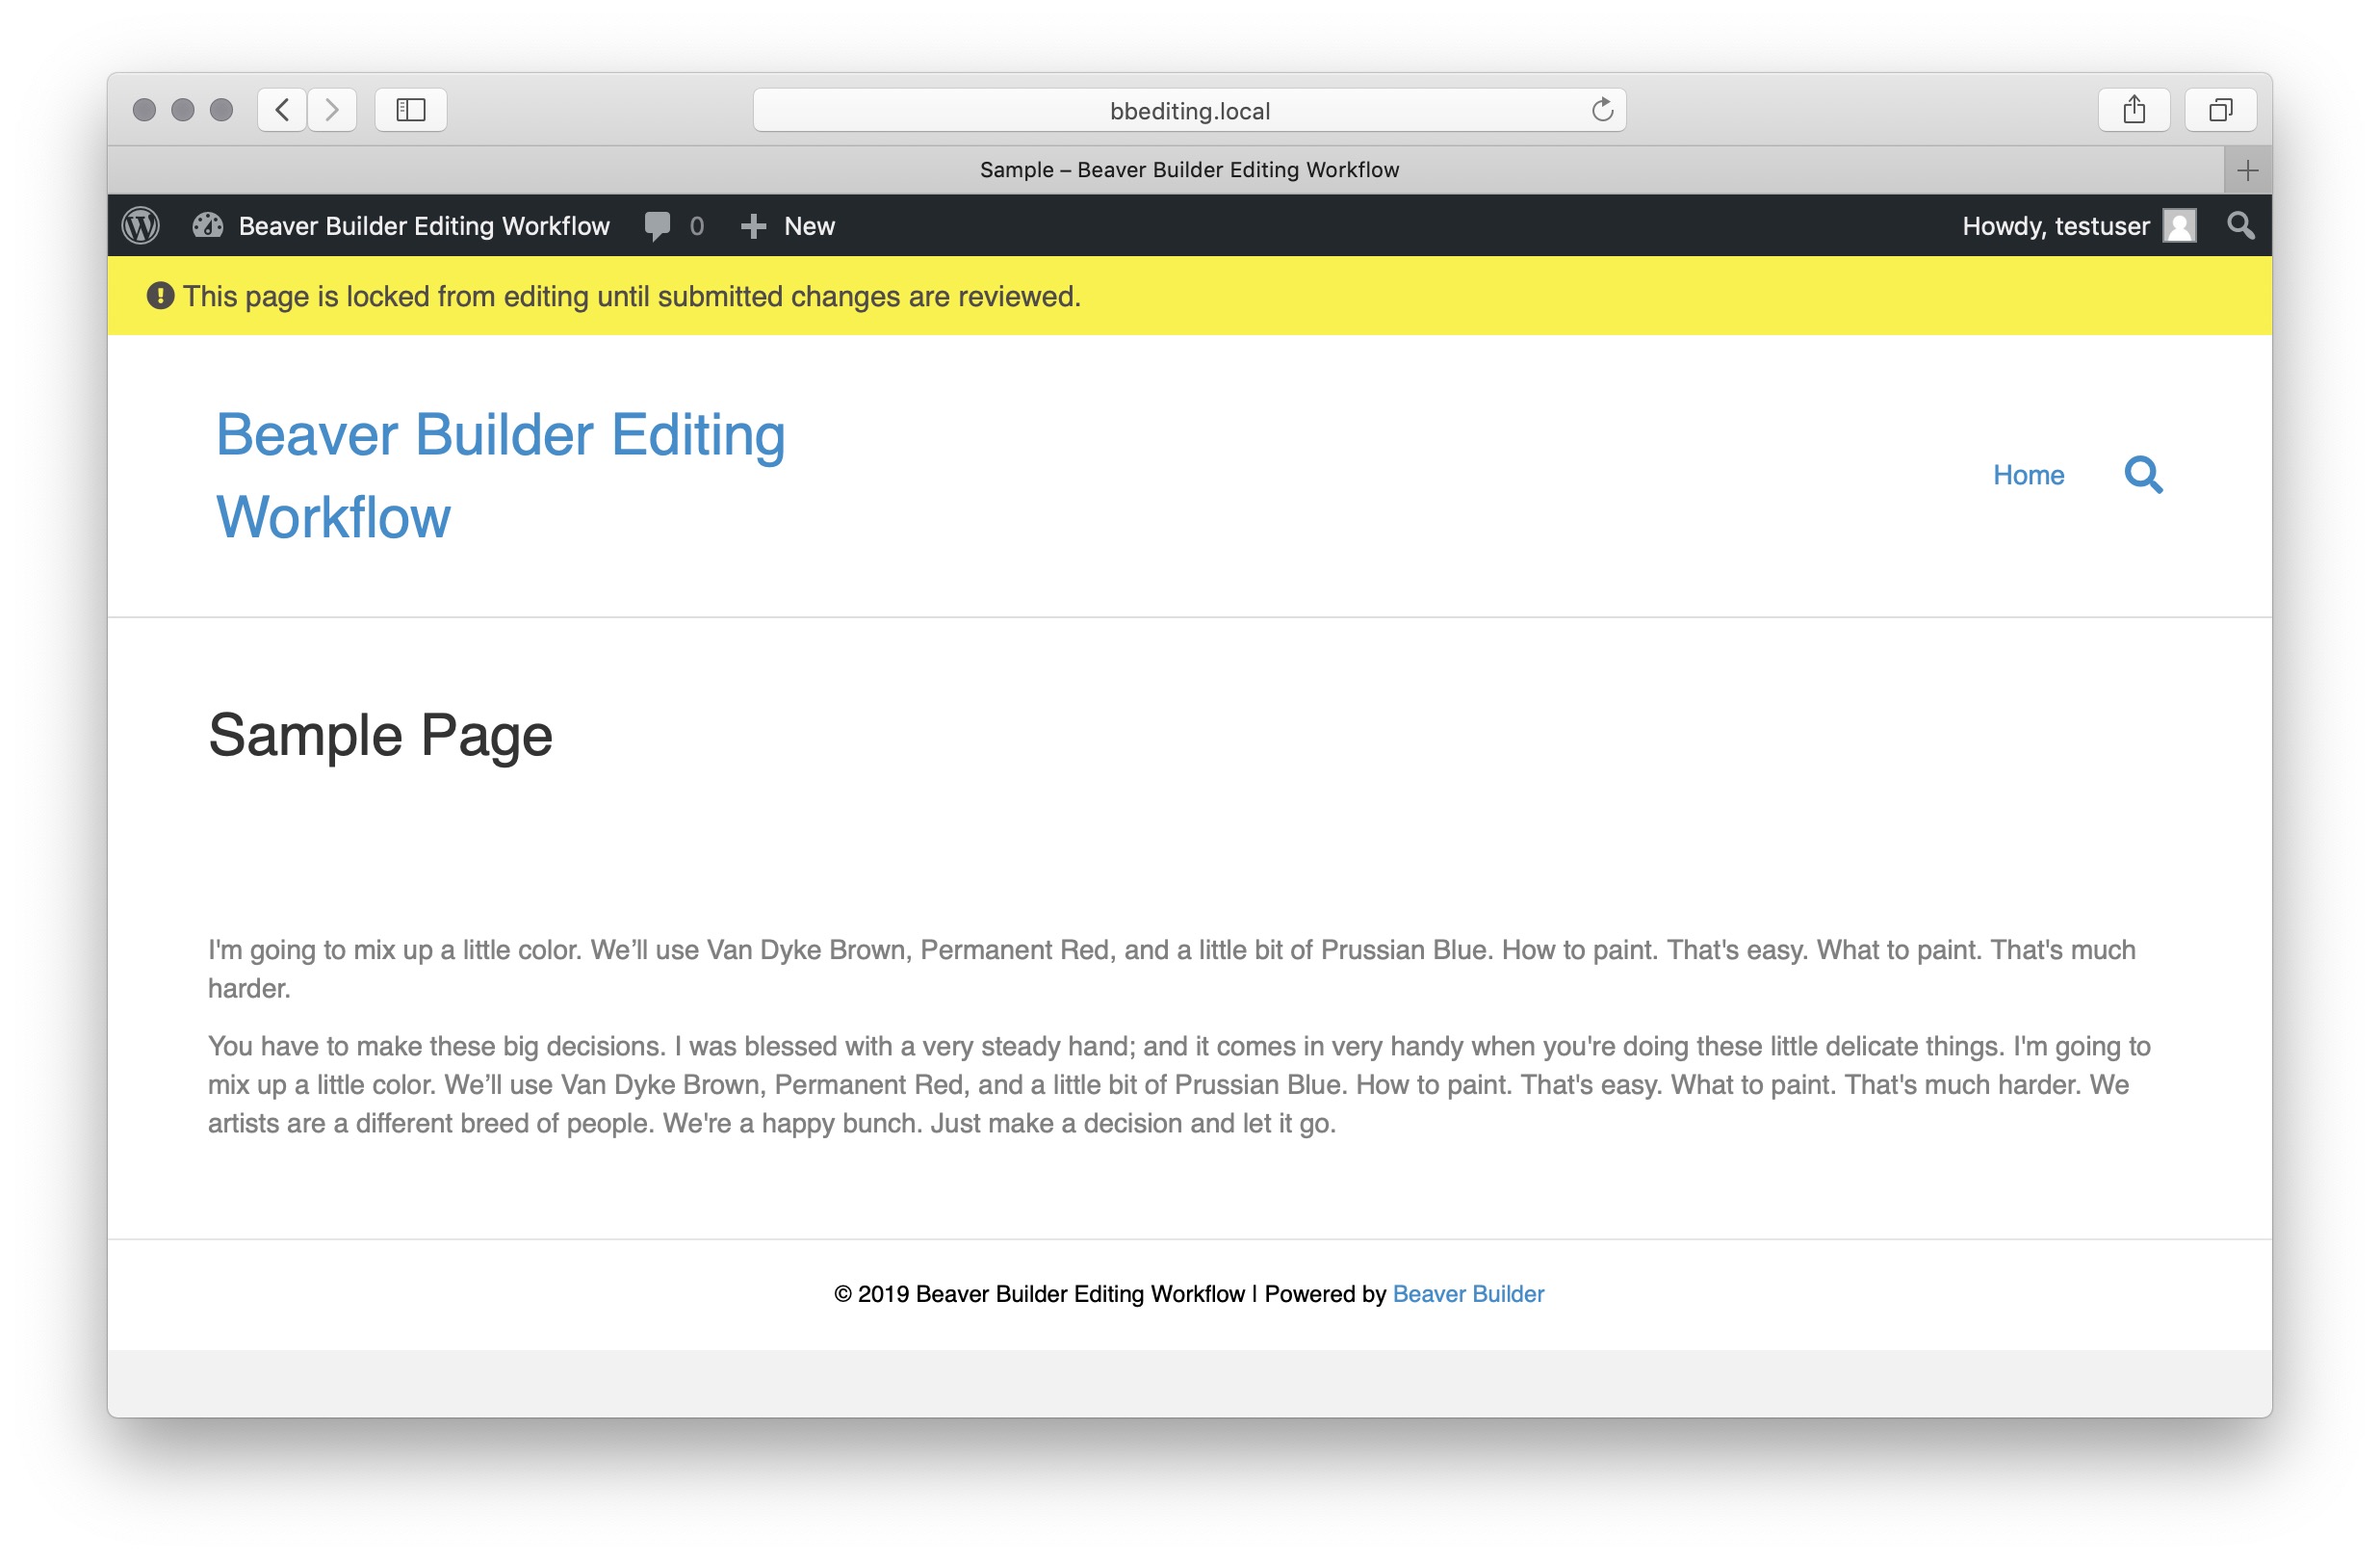 bbediting.local
Sample – Beaver Builder Editing Workflow
Beaver Builder Editing Workflow 0 New Howdy, testuser
This page is locked from editing until submitted changes are reviewed.
Beaver Builder Editing
Workflow
Home
Sample Page
I'm going to mix up a little color. We’ll use Van Dyke Brown, Permanent Red, and a little bit of Prussian Blue. How to paint. That's easy. What to paint. That's much
harder.
You have to make these big decisions. I was blessed with a very steady hand; and it comes in very handy when you're doing these little delicate things. I'm going to
mix up a little color. We’ll use Van Dyke Brown, Permanent Red, and a little bit of Prussian Blue. How to paint. That's easy. What to paint. That's much harder. We
artists are a different breed of people. We're a happy bunch. Just make a decision and let it go.
© 2019 Beaver Builder Editing Workflow | Powered by Beaver Builder